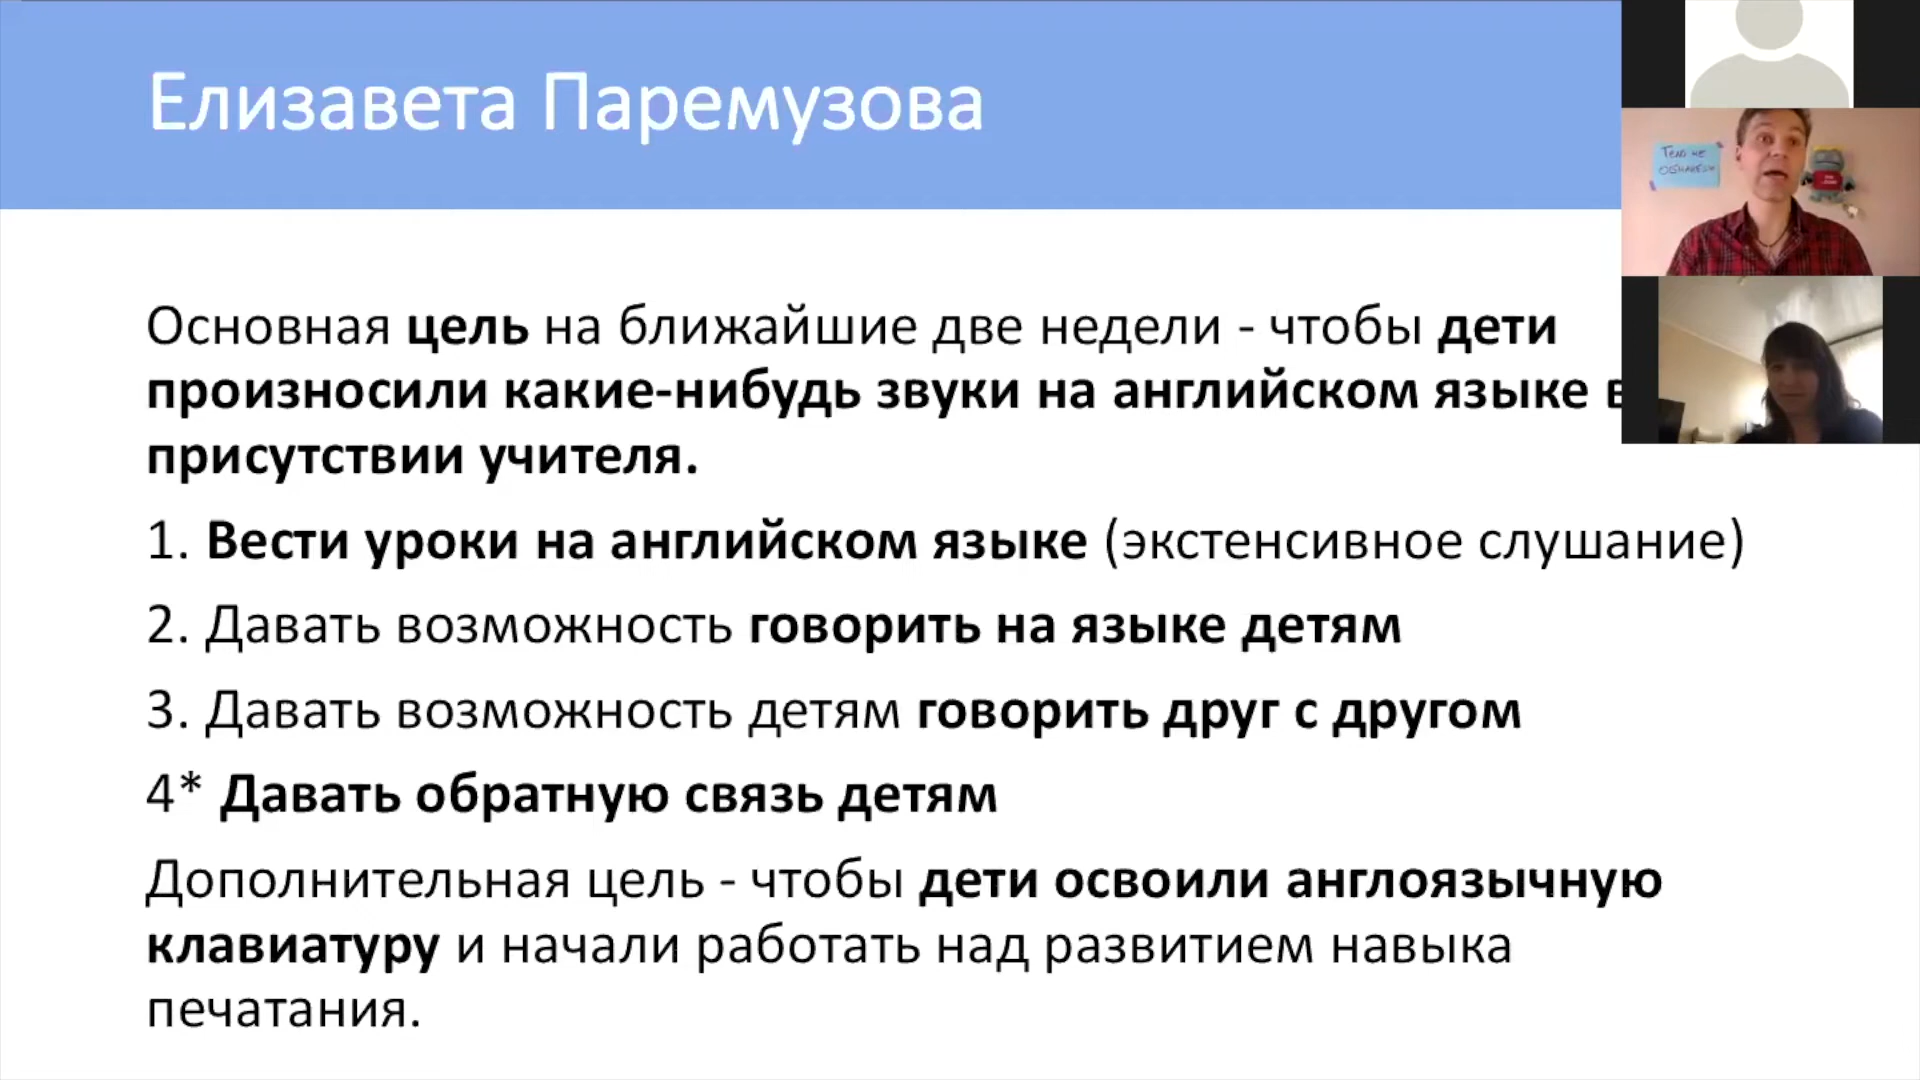 Елизавета Паремузова
Основная цель на ближайшие две недели - чтобы дети
произносили какие-нибудь звуки на английском языке в
присутствии учителя.
1. Вести уроки на английском языке (экстенсивное слушание)
2. Давать возможность говорить на языке детям
3. Давать возможность детям говорить друг с другом
4* Давать обратную связь детям
Дополнительная цель - чтобы дети освоили англоязычную
клавиатуру и начали работать над развитием навыка
печатания.
Тело не